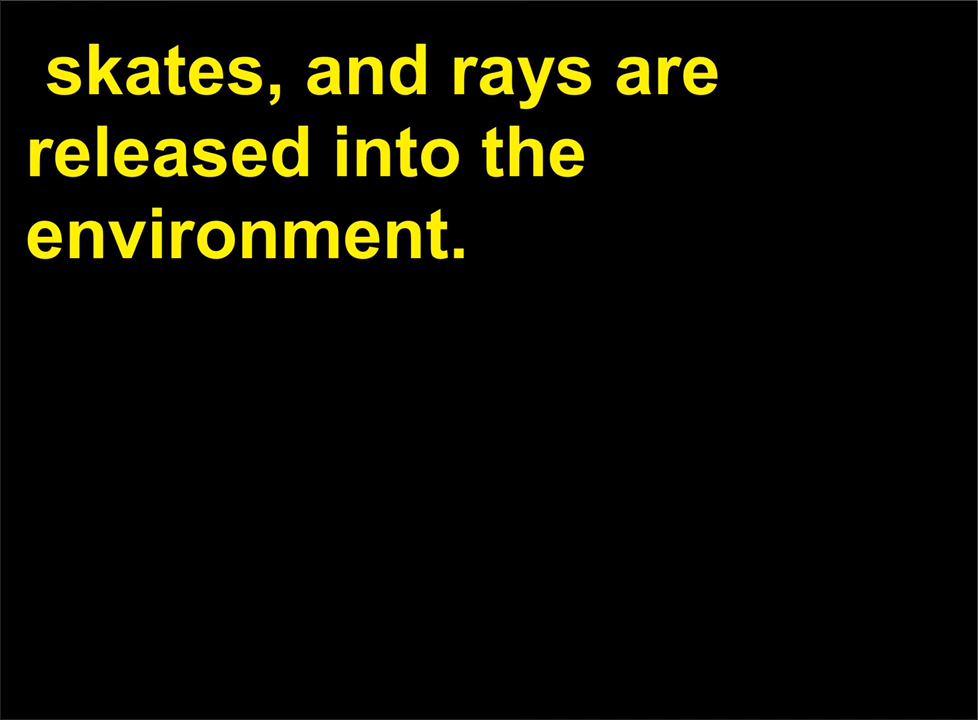 skates, and rays are
released into the
environment.